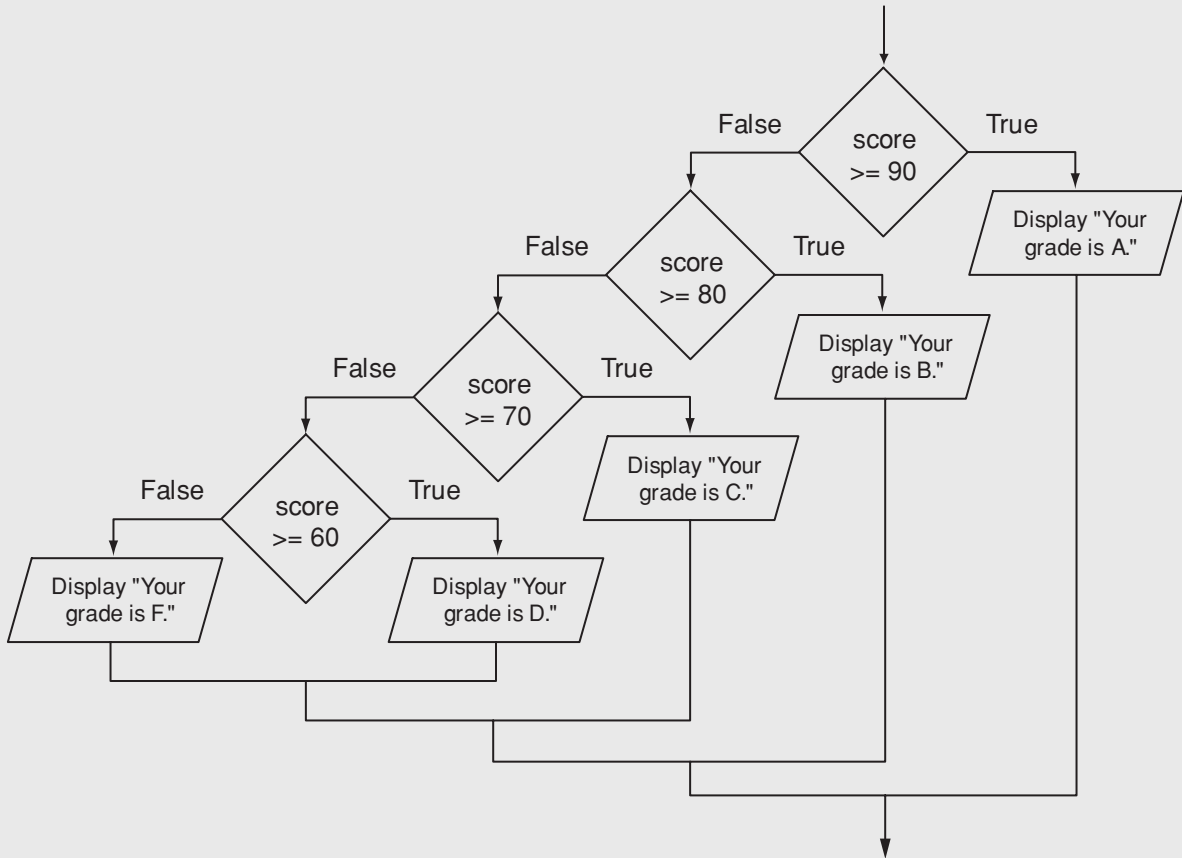 False
True
score
>= 90
Display "Your
grade is A."
False
True
score
>= 80
Display "Your
grade is B."
False
True
score
>= 70
Display "Your
grade is C."
False
True
score
>= 60
Display "Your
grade is F."
Display "Your
grade is D."